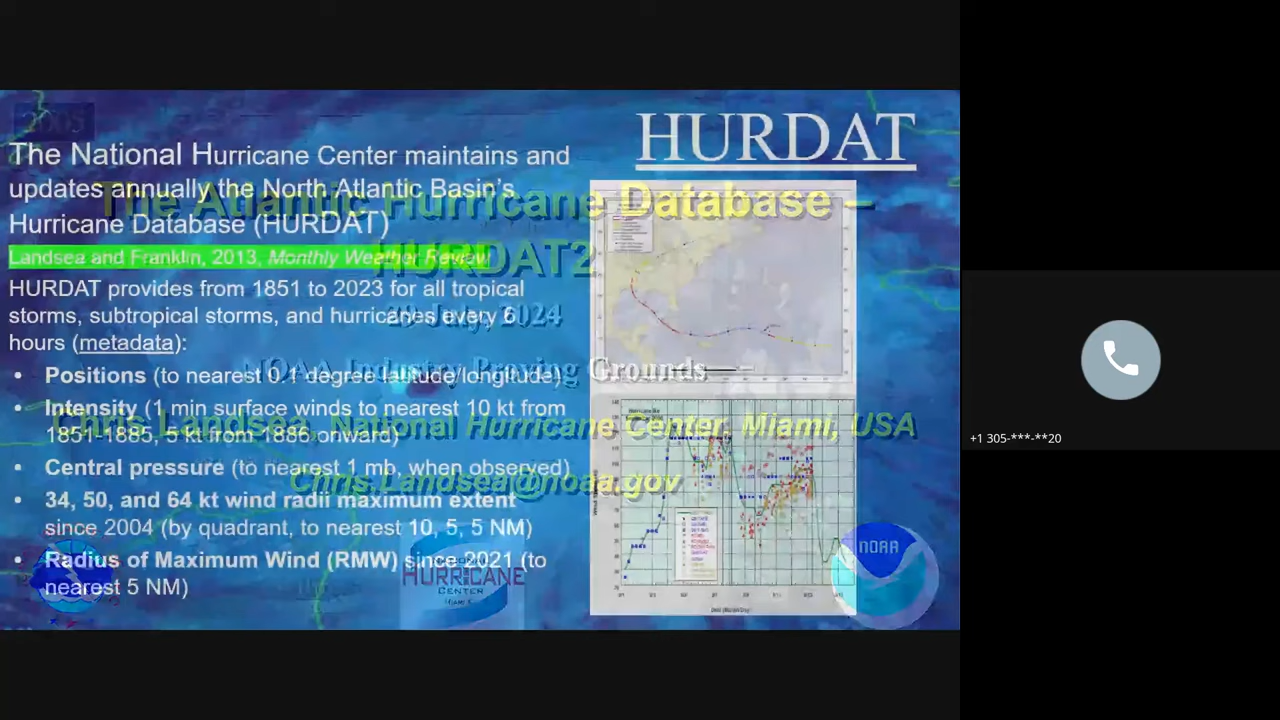 2005
HURDAT
The National Hurricane Center maintains and
updates annually the North Atlantic Basin's
Hurricane Database (HURDAT)
Landsea and Franklin, 2013, Monthly Weather Review
HURDAT provides from 1851 to 2023 for all tropical
storms, subtropical storms, and hurricanes every 6
hours (metadata):
• Positions (to nearest 0.1 degree latitude/longitude)
• Intensity (1 min surface winds to nearest 10 kt from
1851-1885, 5 kt from 1886 onward)
• Central pressure (to nearest 1 mb, when observed)
• 34, 50, and 64 kt wind radii maximum extent
since 2004 (by quadrant, to nearest 10, 5, 5 NM)
• Radius of Maximum Wind (RMW) since 2021 (to
nearest 5 NM)
The Atlantic Hurricane Database –
HURDAT2
29 July, 2024
NOAA Industry Proving Grounds
Chris Landsea, National Hurricane Center, Miami, USA
Chris.Landsea@noaa.gov
HURRICANE
CENTER
NOAA
+1 305-***-**20